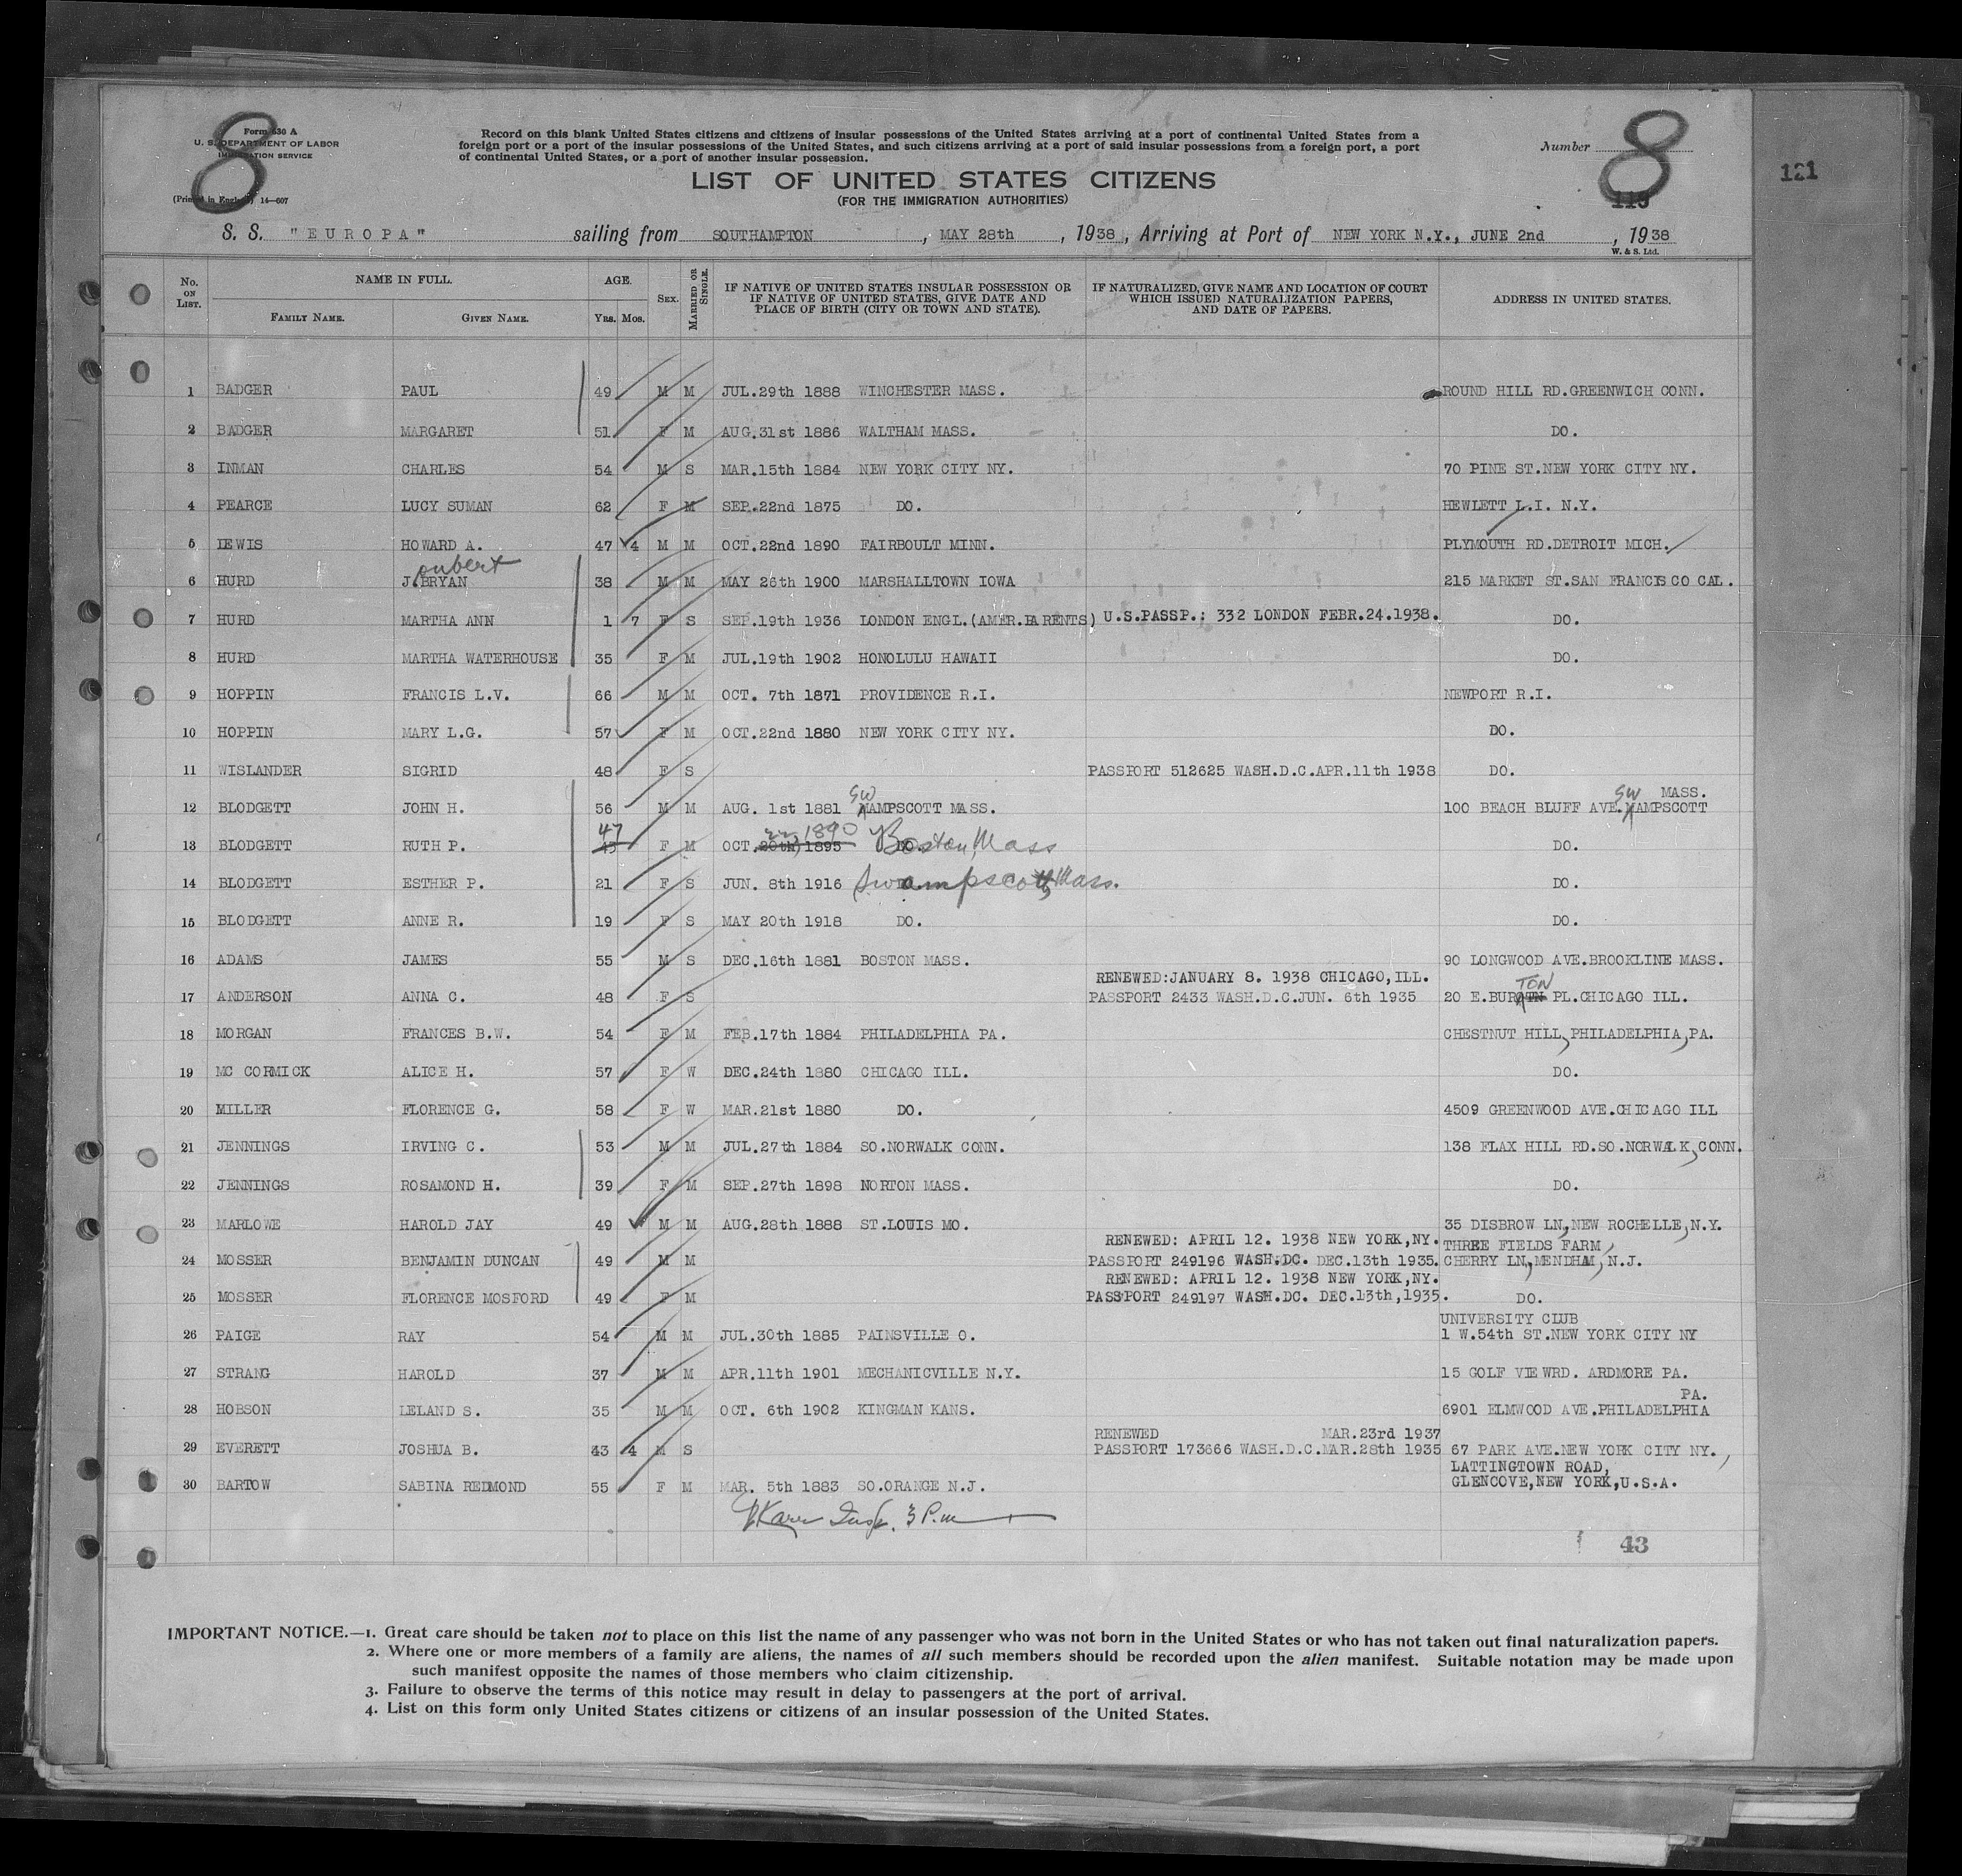 8
8
Form 630 A
U. S. DEPARTMENT OF LABOR
IMMIGRATION SERVICE
(Printed in England) 14—607
Record on this blank United States citizens and citizens of insular possessions of the United States arriving at a port of continental United States from a
foreign port or a port of the insular possessions of the United States, and such citizens arriving at a port of said insular possessions from a foreign port, a port
of continental United States, or a port of another insular possession.
Number
121
LIST OF UNITED STATES CITIZENS
(FOR THE IMMIGRATION AUTHORITIES)
S. S. "EUROPA" sailing from SOUTHAMPTON, MAY 28th, 1938, Arriving at Port of NEW YORK N.Y., JUNE 2nd, 1938
W. & S. Ltd.
No. ON LIST. NAME IN FULL. FAMILY NAME. GIVEN NAME. AGE. YRS. MOS. SEX. MARRIED OR SINGLE. IF NATIVE OF UNITED STATES INSULAR POSSESSION OR IF NATIVE OF UNITED STATES, GIVE DATE AND PLACE OF BIRTH (CITY OR TOWN AND STATE). IF NATURALIZED, GIVE NAME AND LOCATION OF COURT WHICH ISSUED NATURALIZATION PAPERS, AND DATE OF PAPERS. ADDRESS IN UNITED STATES.
1 BADGER PAUL 49 M M JUL.29th 1888 WINCHESTER MASS. ROUND HILL RD.GREENWICH CONN.
2 BADGER MARGARET 51 F M AUG.31st 1886 WALTHAM MASS. DO.
3 INMAN CHARLES 54 M S MAR.15th 1884 NEW YORK CITY NY. 70 PINE ST.NEW YORK CITY NY.
4 PEARCE LUCY SUMAN 62 F M SEP.22nd 1875 DO. HEWLETT L.I. N.Y.
5 LEWIS HOWARD A. 47 4 M M OCT.22nd 1890 FAIRBOULT MINN. PLYMOUTH RD.DETROIT MICH.
oubert
6 HURD J.BRYAN 38 M M MAY 26th 1900 MARSHALLTOWN IOWA 215 MARKET ST.SAN FRANCISCO CAL.
7 HURD MARTHA ANN 1 7 F S SEP.19th 1936 LONDON ENGL.(AMER.PARENTS) U.S.PASSP.: 332 LONDON FEBR.24.1938. DO.
8 HURD MARTHA WATERHOUSE 35 F M JUL.19th 1902 HONOLULU HAWAII DO.
9 HOPPIN FRANCIS L.V. 66 M M OCT. 7th 1871 PROVIDENCE R.I. NEWPORT R.I.
10 HOPPIN MARY L.G. 57 F M OCT.22nd 1880 NEW YORK CITY NY. DO.
11 WISLANDER SIGRID 48 F S PASSPORT 512625 WASH.D.C.APR.11th 1938 DO.
SW SW MASS.
12 BLODGETT JOHN H. 56 M M AUG. 1st 1881 AMPSCOTT MASS. 100 BEACH BLUFF AVE. AMPSCOTT
47 22, 1890
13 BLODGETT RUTH P. F M OCT. 20th, 1895 Boston, Mass DO.
14 BLODGETT ESTHER P. 21 F S JUN. 8th 1916 Swampscott, Mass. DO.
15 BLODGETT ANNE R. 19 F S MAY 20th 1918 DO. DO.
16 ADAMS JAMES 55 M S DEC.16th 1881 BOSTON MASS. 90 LONGWOOD AVE.BROOKLINE MASS.
RENEWED:JANUARY 8. 1938 CHICAGO,ILL. TON
17 ANDERSON ANNA C. 48 F S PASSPORT 2433 WASH.D.C.JUN. 6th 1935 20 E.BUR PL.CHICAGO ILL.
18 MORGAN FRANCES B.W. 54 F M FEB.17th 1884 PHILADELPHIA PA. CHESTNUT HILL, PHILADELPHIA, PA.
19 MC CORMICK ALICE H. 57 F W DEC.24th 1880 CHICAGO ILL. DO.
20 MILLER FLORENCE G. 58 F W MAR.21st 1880 DO. 4509 GREENWOOD AVE.CHICAGO ILL
21 JENNINGS IRVING C. 53 M M JUL.27th 1884 SO.NORWALK CONN. 138 FLAX HILL RD.SO.NORWALK, CONN.
22 JENNINGS ROSAMOND H. 39 F M SEP.27th 1898 NORTON MASS. DO.
23 MARLOWE HAROLD JAY 49 M M AUG.28th 1888 ST.LOUIS MO. 35 DISBROW LN, NEW ROCHELLE, N.Y.
RENEWED: APRIL 12. 1938 NEW YORK,NY. THREE FIELDS FARM,
24 MOSSER BENJAMIN DUNCAN 49 M M PASSPORT 249196 WASH.DC. DEC.13th 1935. CHERRY LN, MENDHAM, N.J.
RENEWED: APRIL 12. 1938 NEW YORK,NY.
25 MOSSER FLORENCE MOSFORD 49 F M PASSPORT 249197 WASH.DC. DEC.13th,1935. DO.
UNIVERSITY CLUB
26 PAIGE RAY 54 M M JUL.30th 1885 PAINSVILLE O. 1 W.54th ST.NEW YORK CITY NY
27 STRANG HAROLD 37 M M APR.11th 1901 MECHANICVILLE N.Y. 15 GOLF VIEWRD. ARDMORE PA.
PA.
28 HOBSON LELAND S. 35 M M OCT. 6th 1902 KINGMAN KANS. 6901 ELMWOOD AVE.PHILADELPHIA
RENEWED MAR.23rd 1937
29 EVERETT JOSHUA B. 43 4 M S PASSPORT 173666 WASH.D.C.MAR.28th 1935 67 PARK AVE.NEW YORK CITY NY.
LATTINGTOWN ROAD,
30 BARTOW SABINA REDMOND 55 F M MAR. 5th 1883 SO.ORANGE N.J. GLENCOVE,NEW YORK,U.S.A.
Karr Insp. 3 P.m
43
IMPORTANT NOTICE.—1. Great care should be taken not to place on this list the name of any passenger who was not born in the United States or who has not taken out final naturalization papers.
2. Where one or more members of a family are aliens, the names of all such members should be recorded upon the alien manifest. Suitable notation may be made upon
such manifest opposite the names of those members who claim citizenship.
3. Failure to observe the terms of this notice may result in delay to passengers at the port of arrival.
4. List on this form only United States citizens or citizens of an insular possession of the United States.